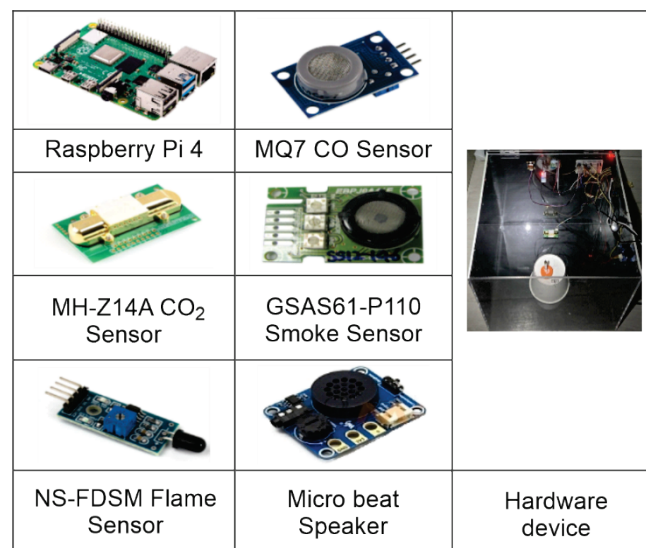 Raspberry Pi 4
MQ7 CO Sensor
MH-Z14A CO₂
Sensor
GSAS61-P110
Smoke Sensor
NS-FDSM Flame
Sensor
Micro beat
Speaker
Hardware
device